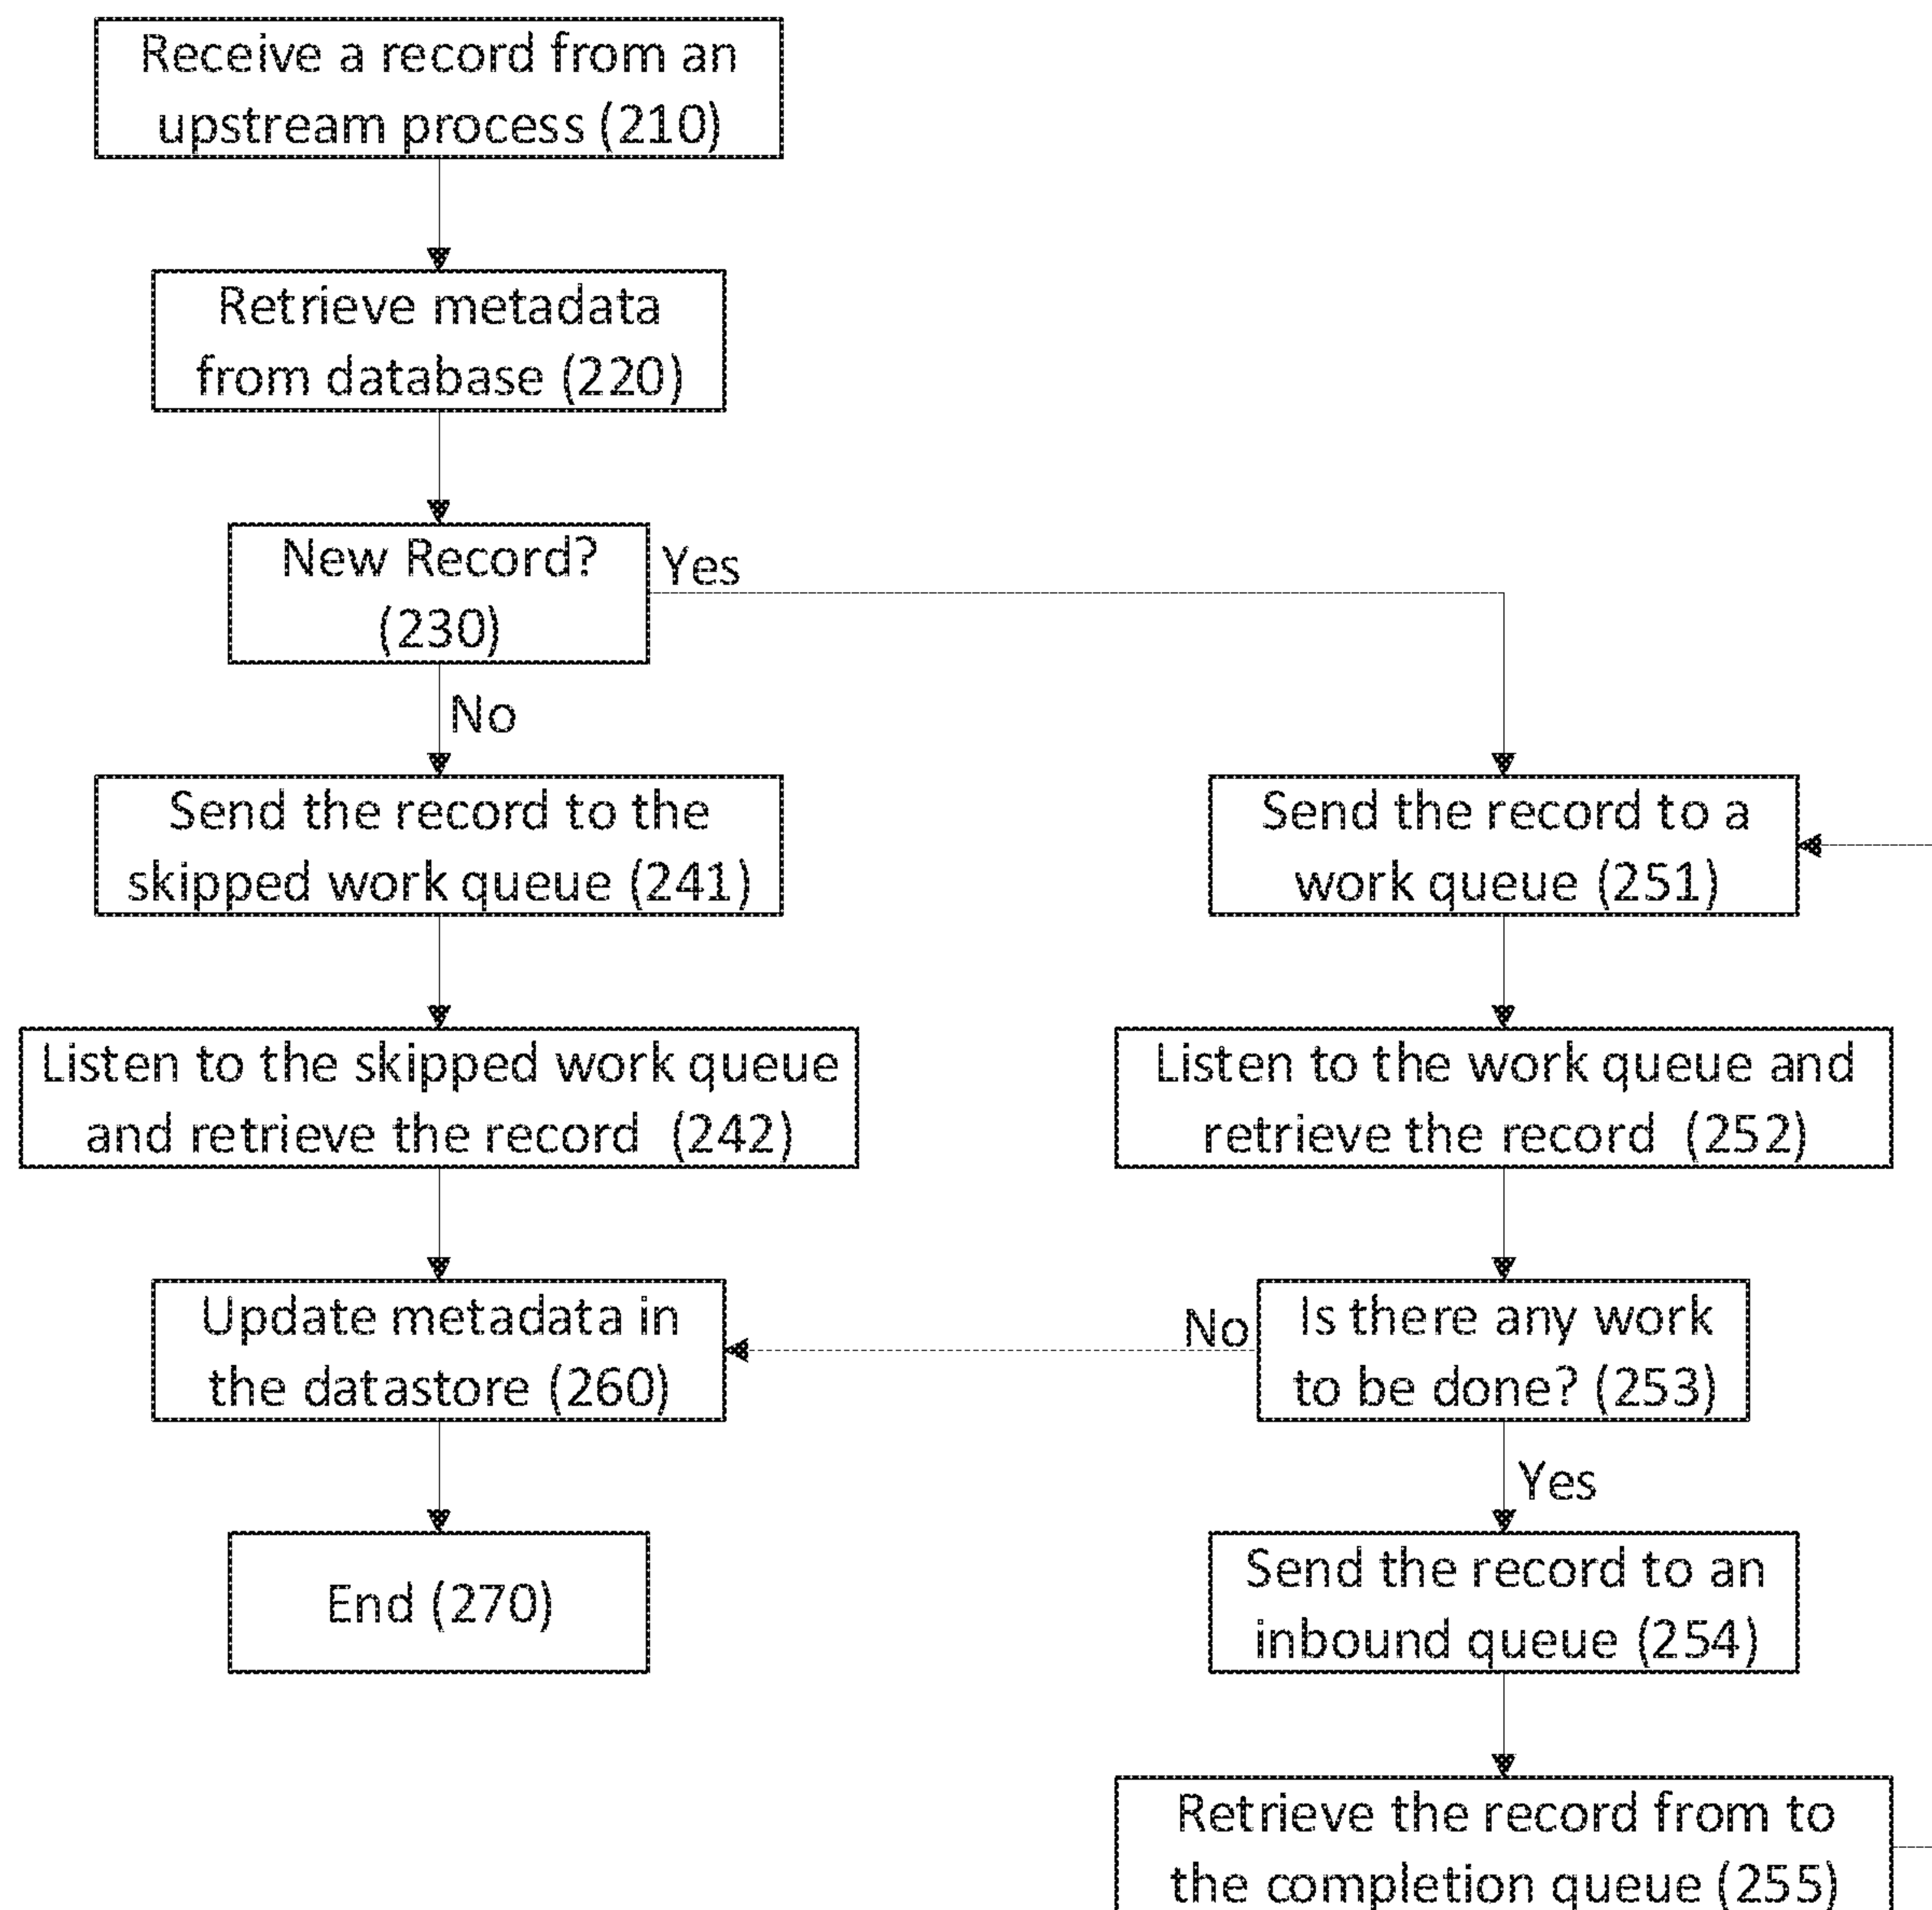 Receive a record from an
upstream process (210)
Retrieve metadata
from database (220)
New Record?
(230)
Yes
No
Send the record to the
skipped work queue (241)
Send the record to a
work queue (251)
Listen to the skipped work queue
and retrieve the record (242)
Listen to the work queue and
retrieve the record (252)
Update metadata in
the datastore (260)
No
Is there any work
to be done? (253)
Yes
End (270)
Send the record to an
inbound queue (254)
Retrieve the record from to
the completion queue (255)